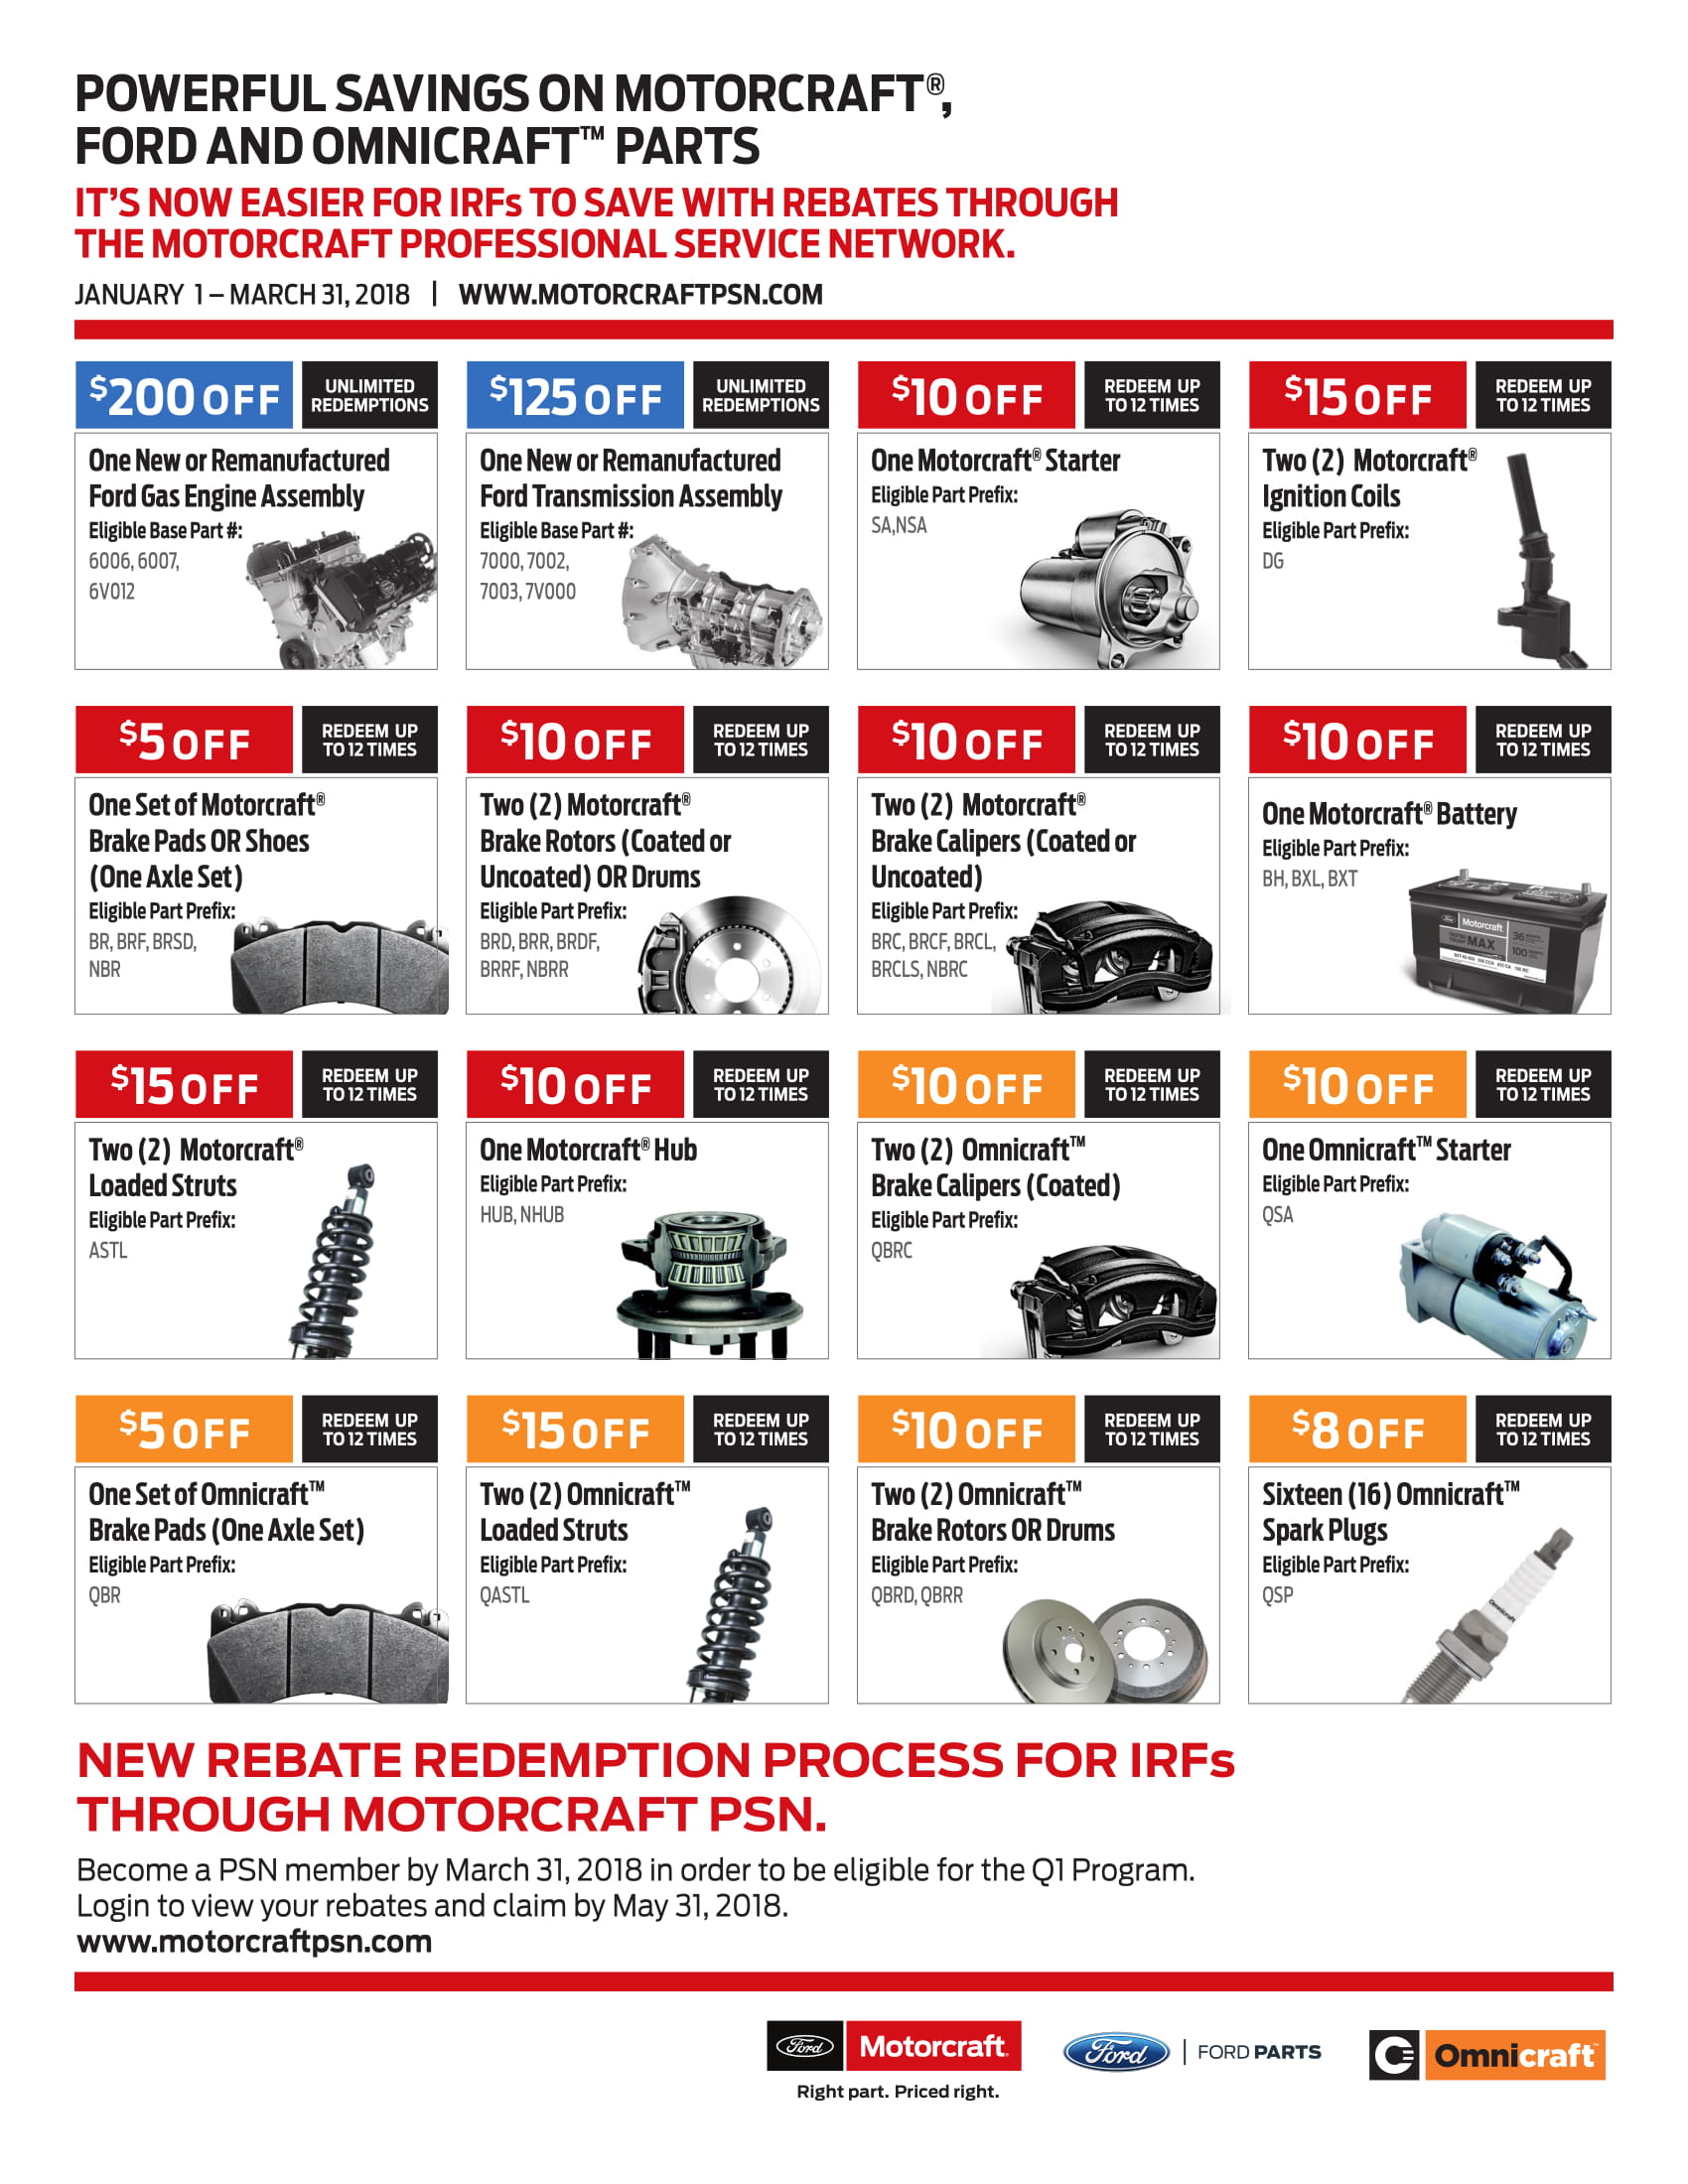 POWERFUL SAVINGS ON MOTORCRAFT®,
FORD AND OMNICRAFT™ PARTS
IT'S NOW EASIER FOR IRFs TO SAVE WITH REBATES THROUGH
THE MOTORCRAFT PROFESSIONAL SERVICE NETWORK.
JANUARY 1 – MARCH 31, 2018 | WWW.MOTORCRAFTPSN.COM
$200 OFF
UNLIMITED
REDEMPTIONS
One New or Remanufactured
Ford Gas Engine Assembly
Eligible Base Part #:
6006, 6007,
6V012
$125 OFF
UNLIMITED
REDEMPTIONS
One New or Remanufactured
Ford Transmission Assembly
Eligible Base Part #:
7000, 7002,
7003, 7V000
$10 OFF
REDEEM UP
TO 12 TIMES
One Motorcraft® Starter
Eligible Part Prefix:
SA,NSA
$15 OFF
REDEEM UP
TO 12 TIMES
Two (2) Motorcraft®
Ignition Coils
Eligible Part Prefix:
DG
$5 OFF
REDEEM UP
TO 12 TIMES
One Set of Motorcraft®
Brake Pads OR Shoes
(One Axle Set)
Eligible Part Prefix:
BR, BRF, BRSD,
NBR
$10 OFF
REDEEM UP
TO 12 TIMES
Two (2) Motorcraft®
Brake Rotors (Coated or
Uncoated) OR Drums
Eligible Part Prefix:
BRD, BRR, BRDF,
BRRF, NBRR
$10 OFF
REDEEM UP
TO 12 TIMES
Two (2) Motorcraft®
Brake Calipers (Coated or
Uncoated)
Eligible Part Prefix:
BRC, BRCF, BRCL,
BRCLS, NBRC
$10 OFF
REDEEM UP
TO 12 TIMES
One Motorcraft® Battery
Eligible Part Prefix:
BH, BXL, BXT
Ford
Motorcraft
MAX
36
100
$15 OFF
REDEEM UP
TO 12 TIMES
Two (2) Motorcraft®
Loaded Struts
Eligible Part Prefix:
ASTL
$10 OFF
REDEEM UP
TO 12 TIMES
One Motorcraft® Hub
Eligible Part Prefix:
HUB, NHUB
$10 OFF
REDEEM UP
TO 12 TIMES
Two (2) Omnicraft™
Brake Calipers (Coated)
Eligible Part Prefix:
QBRC
$10 OFF
REDEEM UP
TO 12 TIMES
One Omnicraft™ Starter
Eligible Part Prefix:
QSA
$5 OFF
REDEEM UP
TO 12 TIMES
One Set of Omnicraft™
Brake Pads (One Axle Set)
Eligible Part Prefix:
QBR
$15 OFF
REDEEM UP
TO 12 TIMES
Two (2) Omnicraft™
Loaded Struts
Eligible Part Prefix:
QASTL
$10 OFF
REDEEM UP
TO 12 TIMES
Two (2) Omnicraft™
Brake Rotors OR Drums
Eligible Part Prefix:
QBRD, QBRR
$8 OFF
REDEEM UP
TO 12 TIMES
Sixteen (16) Omnicraft™
Spark Plugs
Eligible Part Prefix:
QSP
Omnicraft
NEW REBATE REDEMPTION PROCESS FOR IRFs
THROUGH MOTORCRAFT PSN.
Become a PSN member by March 31, 2018 in order to be eligible for the Q1 Program.
Login to view your rebates and claim by May 31, 2018.
www.motorcraftpsn.com
Ford Motorcraft
Right part. Priced right.
Ford | FORD PARTS
Omnicraft™